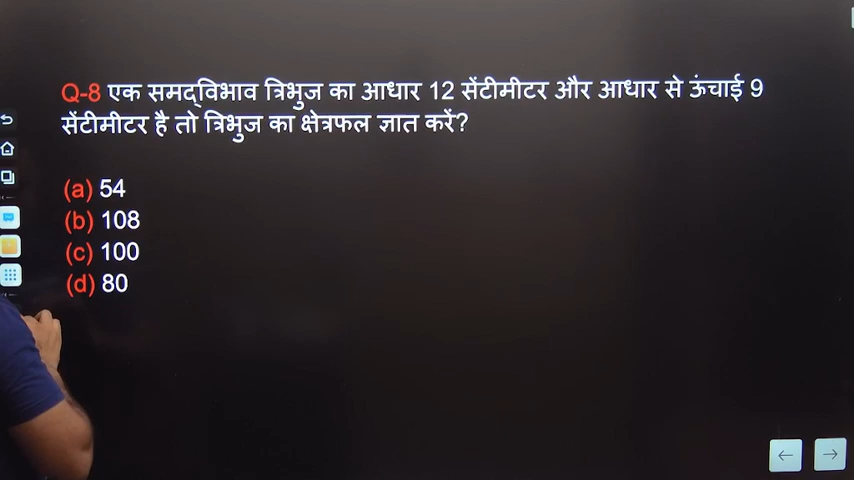 Q-8 एक समद्विभाव त्रिभुज का आधार 12 सेंटीमीटर और आधार से ऊंचाई 9
सेंटीमीटर है तो त्रिभुज का क्षेत्रफल ज्ञात करें?
(a) 54
(b) 108
(c) 100
(d) 80